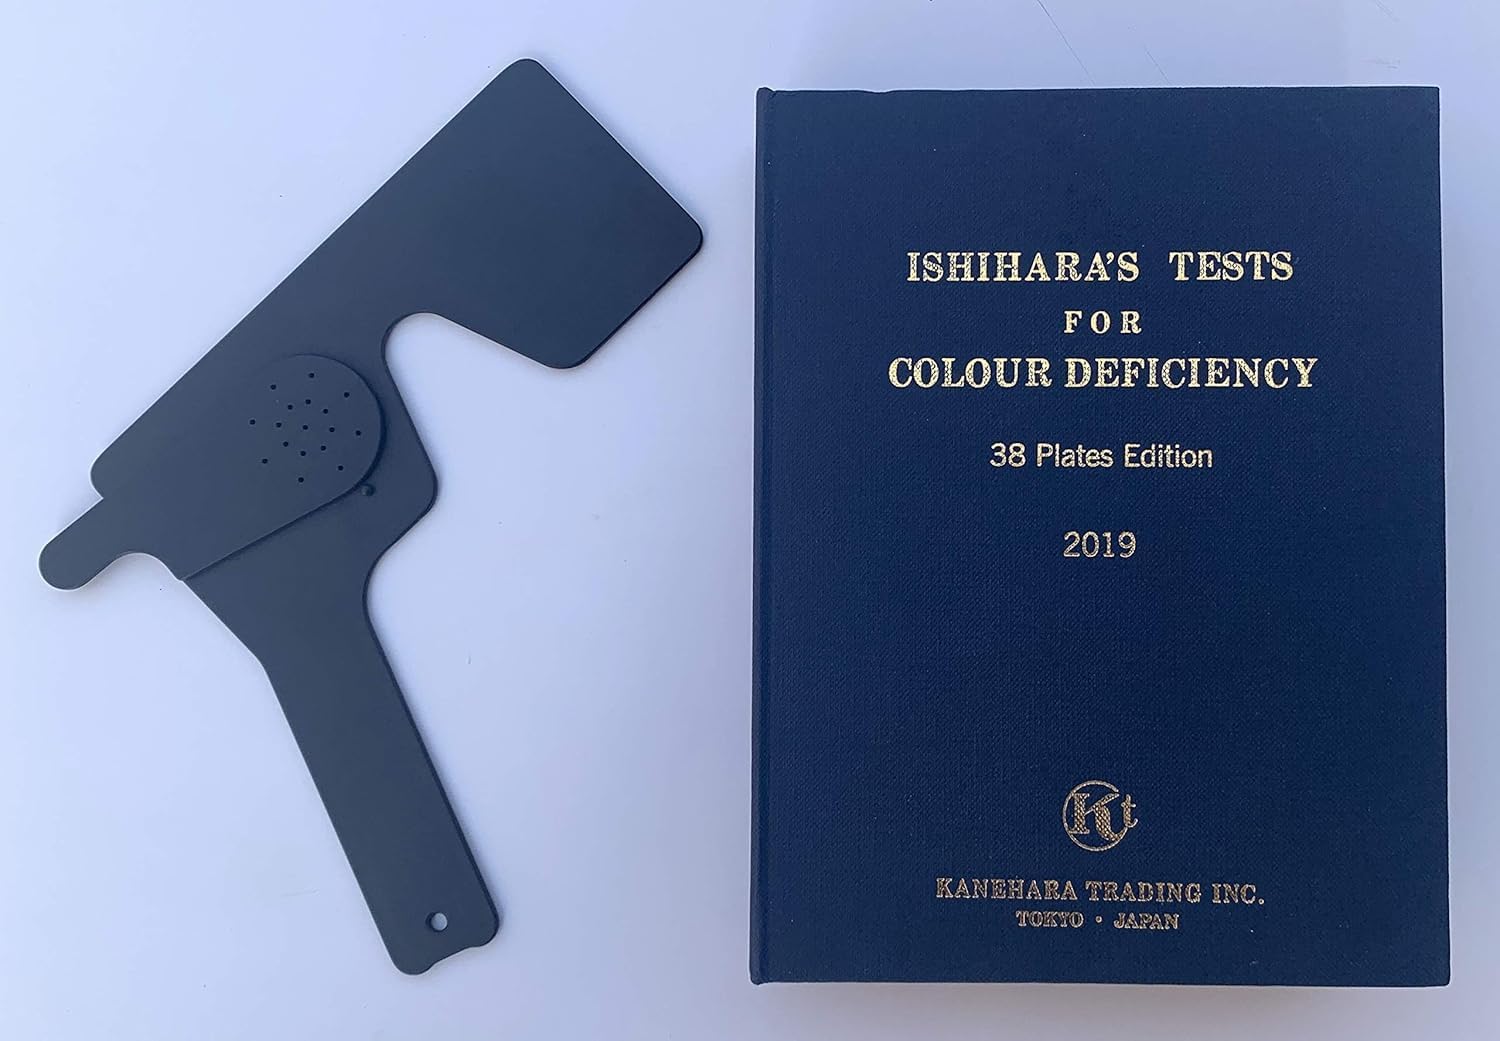 ISHIHARA'S TESTS
FOR
COLOUR DEFICIENCY
38 Plates Edition
2019
Kt
KANEHARA TRADING INC.
TOKYO · JAPAN